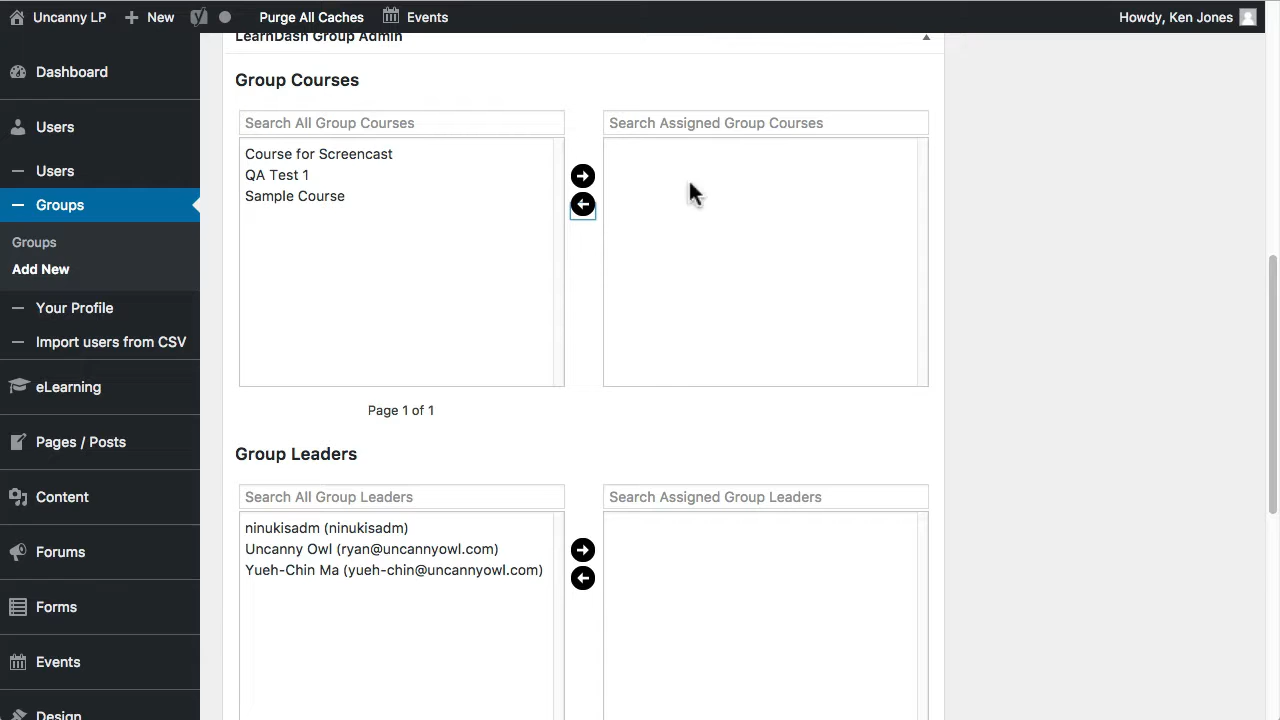 Uncanny LP
New
Purge All Caches
Events
Howdy, Ken Jones
Dashboard
Users
Users
Groups
Groups
Add New
Your Profile
Import users from CSV
eLearning
Pages / Posts
Content
Forums
Forms
Events
Design
LearnDash Group Admin
Group Courses
Search All Group Courses
Search Assigned Group Courses
Course for Screencast
QA Test 1
Sample Course
Page 1 of 1
Group Leaders
Search All Group Leaders
Search Assigned Group Leaders
ninukisadm (ninukisadm)
Uncanny Owl (ryan@uncannyowl.com)
Yueh-Chin Ma (yueh-chin@uncannyowl.com)